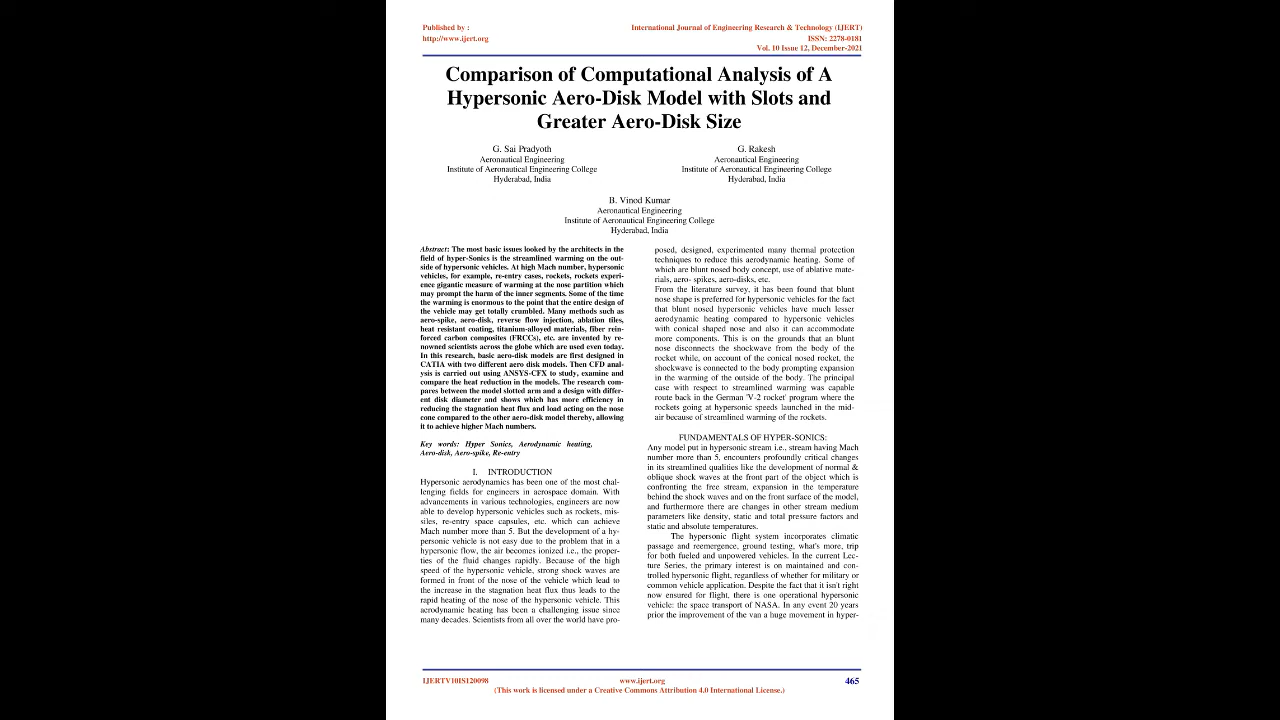 Published by :
http://www.ijert.org
International Journal of Engineering Research & Technology (IJERT)
ISSN: 2278-0181
Vol. 10 Issue 12, December-2021
Comparison of Computational Analysis of A
Hypersonic Aero-Disk Model with Slots and
Greater Aero-Disk Size
G. Sai Pradyoth
Aeronautical Engineering
Institute of Aeronautical Engineering College
Hyderabad, India
G. Rakesh
Aeronautical Engineering
Institute of Aeronautical Engineering College
Hyderabad, India
B. Vinod Kumar
Aeronautical Engineering
Institute of Aeronautical Engineering College
Hyderabad, India
Abstract: The most basic issues looked by the architects in the
field of hyper-Sonics is the streamlined warming on the out-
side of hypersonic vehicles. At high Mach number, hypersonic
vehicles, for example, re-entry cases, rockets, rockets experi-
ence gigantic measure of warming at the nose partition which
may prompt the harm of the inner segments. Some of the time
the warming is enormous to the point that the entire design of
the vehicle may get totally crumbled. Many methods such as
aero-spike, aero-disk, reverse flow injection, ablation tiles,
heat resistant coating, titanium-alloyed materials, fiber rein-
forced carbon composites (FRCCs), etc. are invented by re-
nowned scientists across the globe which are used even today.
In this research, basic aero-disk models are first designed in
CATIA with two different aero disk models. Then CFD anal-
ysis is carried out using ANSYS-CFX to study, examine and
compare the heat reduction in the models. The research com-
pares between the model slotted arm and a design with differ-
ent disk diameter and shows which has more efficiency in
reducing the stagnation heat flux and load acting on the nose
cone compared to the other aero-disk model thereby, allowing
it to achieve higher Mach numbers.
Key words: Hyper Sonics, Aerodynamic heating,
Aero-disk, Aero-spike, Re-entry
I. INTRODUCTION
Hypersonic aerodynamics has been one of the most chal-
lenging fields for engineers in aerospace domain. With
advancements in various technologies, engineers are now
able to develop hypersonic vehicles such as rockets, mis-
siles, re-entry space capsules, etc. which can achieve
Mach number more than 5. But the development of a hy-
personic vehicle is not easy due to the problem that in a
hypersonic flow, the air becomes ionized i.e., the proper-
ties of the fluid changes rapidly. Because of the high
speed of the hypersonic vehicle, strong shock waves are
formed in front of the nose of the vehicle which lead to
the increase in the stagnation heat flux thus leads to the
rapid heating of the nose of the hypersonic vehicle. This
aerodynamic heating has been a challenging issue since
many decades. Scientists from all over the world have pro-
posed, designed, experimented many thermal protection
techniques to reduce this aerodynamic heating. Some of
which are blunt nosed body concept, use of ablative mate-
rials, aero- spikes, aero-disks, etc.
From the literature survey, it has been found that blunt
nose shape is preferred for hypersonic vehicles for the fact
that blunt nosed hypersonic vehicles have much lesser
aerodynamic heating compared to hypersonic vehicles
with conical shaped nose and also it can accommodate
more components. This is on the grounds that an blunt
nose disconnects the shockwave from the body of the
rocket while, on account of the conical nosed rocket, the
shockwave is connected to the body prompting expansion
in the warming of the outside of the body. The principal
case with respect to streamlined warming was capable
route back in the German 'V-2 rocket' program where the
rockets going at hypersonic speeds launched in the mid-
air because of streamlined warming of the rockets.
FUNDAMENTALS OF HYPER-SONICS:
Any model put in hypersonic stream i.e., stream having Mach
number more than 5, encounters profoundly critical changes
in its streamlined qualities like the development of normal &
oblique shock waves at the front part of the object which is
confronting the free stream, expansion in the temperature
behind the shock waves and on the front surface of the model,
and furthermore there are changes in other stream medium
parameters like density, static and total pressure factors and
static and absolute temperatures.
The hypersonic flight system incorporates climatic
passage and reemergence, ground testing, what's more, trip
for both fueled and unpowered vehicles. In the current Lec-
ture Series, the primary interest is on maintained and con-
trolled hypersonic flight, regardless of whether for military or
common vehicle application. Despite the fact that it isn't right
now ensured for flight, there is one operational hypersonic
vehicle: the space transport of NASA. In any event 20 years
prior the improvement of the van a huge movement in hyper-
IJERTV10IS120098
www.ijert.org
(This work is licensed under a Creative Commons Attribution 4.0 International License.)
465